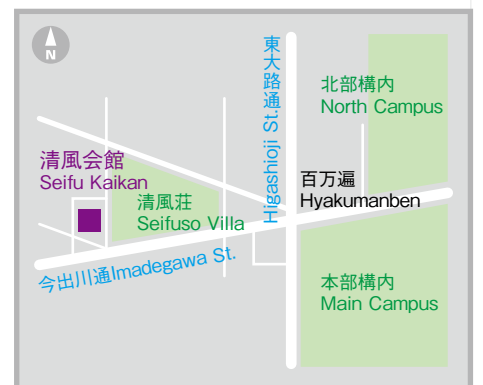 N
東大路通
Higashioji St.
北部構内
North Campus
清風会館
Seifu Kaikan
百万遍
Hyakumanben
清風荘
Seifuso Villa
今出川通Imadegawa St.
本部構内
Main Campus